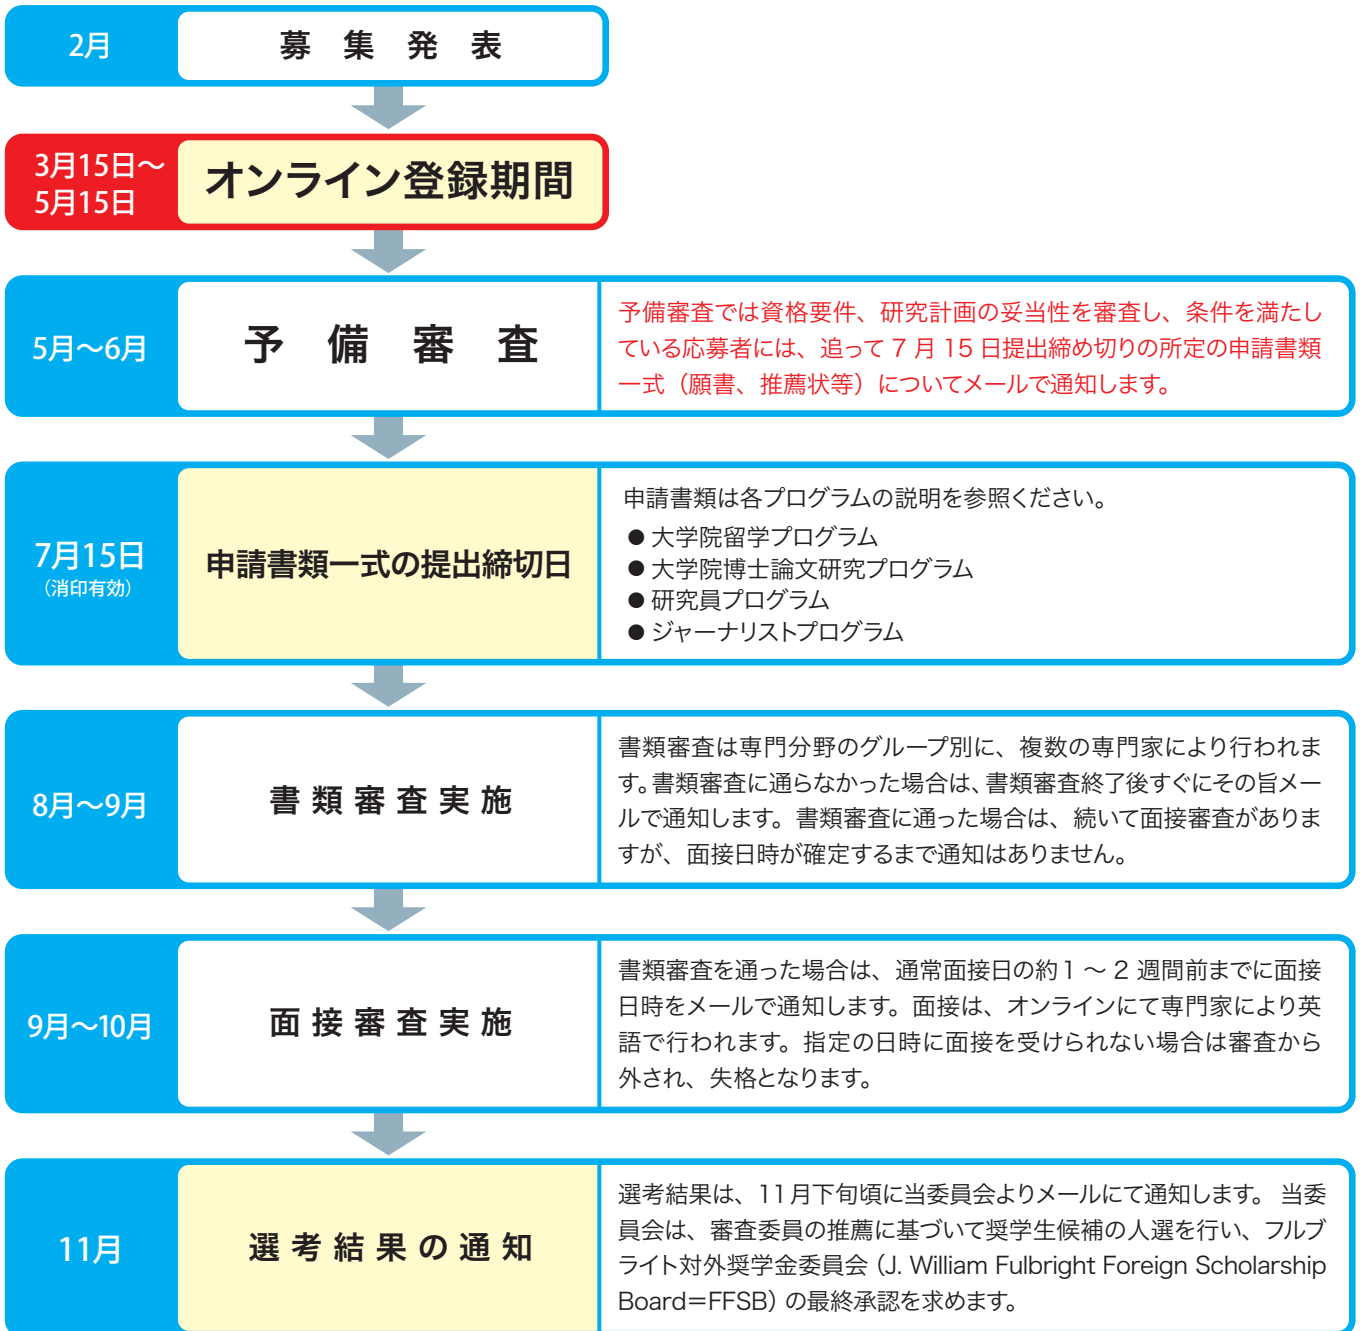 2月
募集発表
3月15日～
5月15日
オンライン登録期間
5月～6月
予備審査
予備審査では資格要件、研究計画の妥当性を審査し、条件を満たし
ている応募者には、追って 7 月 15 日提出締め切りの所定の申請書類
一式（願書、推薦状等）についてメールで通知します。
7月15日
（消印有効）
申請書類一式の提出締切日
申請書類は各プログラムの説明を参照ください。
● 大学院留学プログラム
● 大学院博士論文研究プログラム
● 研究員プログラム
● ジャーナリストプログラム
8月～9月
書類審査実施
書類審査は専門分野のグループ別に、複数の専門家により行われま
す。書類審査に通らなかった場合は、書類審査終了後すぐにその旨メー
ルで通知します。書類審査に通った場合は、続いて面接審査がありま
すが、面接日時が確定するまで通知はありません。
9月～10月
面接審査実施
書類審査を通った場合は、通常面接日の約 1 ～ 2 週間前までに面接
日時をメールで通知します。面接は、オンラインにて専門家により英
語で行われます。指定の日時に面接を受けられない場合は審査から
外され、失格となります。
11月
選考結果の通知
選考結果は、11月下旬頃に当委員会よりメールにて通知します。 当委
員会は、審査委員の推薦に基づいて奨学生候補の人選を行い、フルブ
ライト対外奨学金委員会 (J. William Fulbright Foreign Scholarship
Board＝FFSB) の最終承認を求めます。